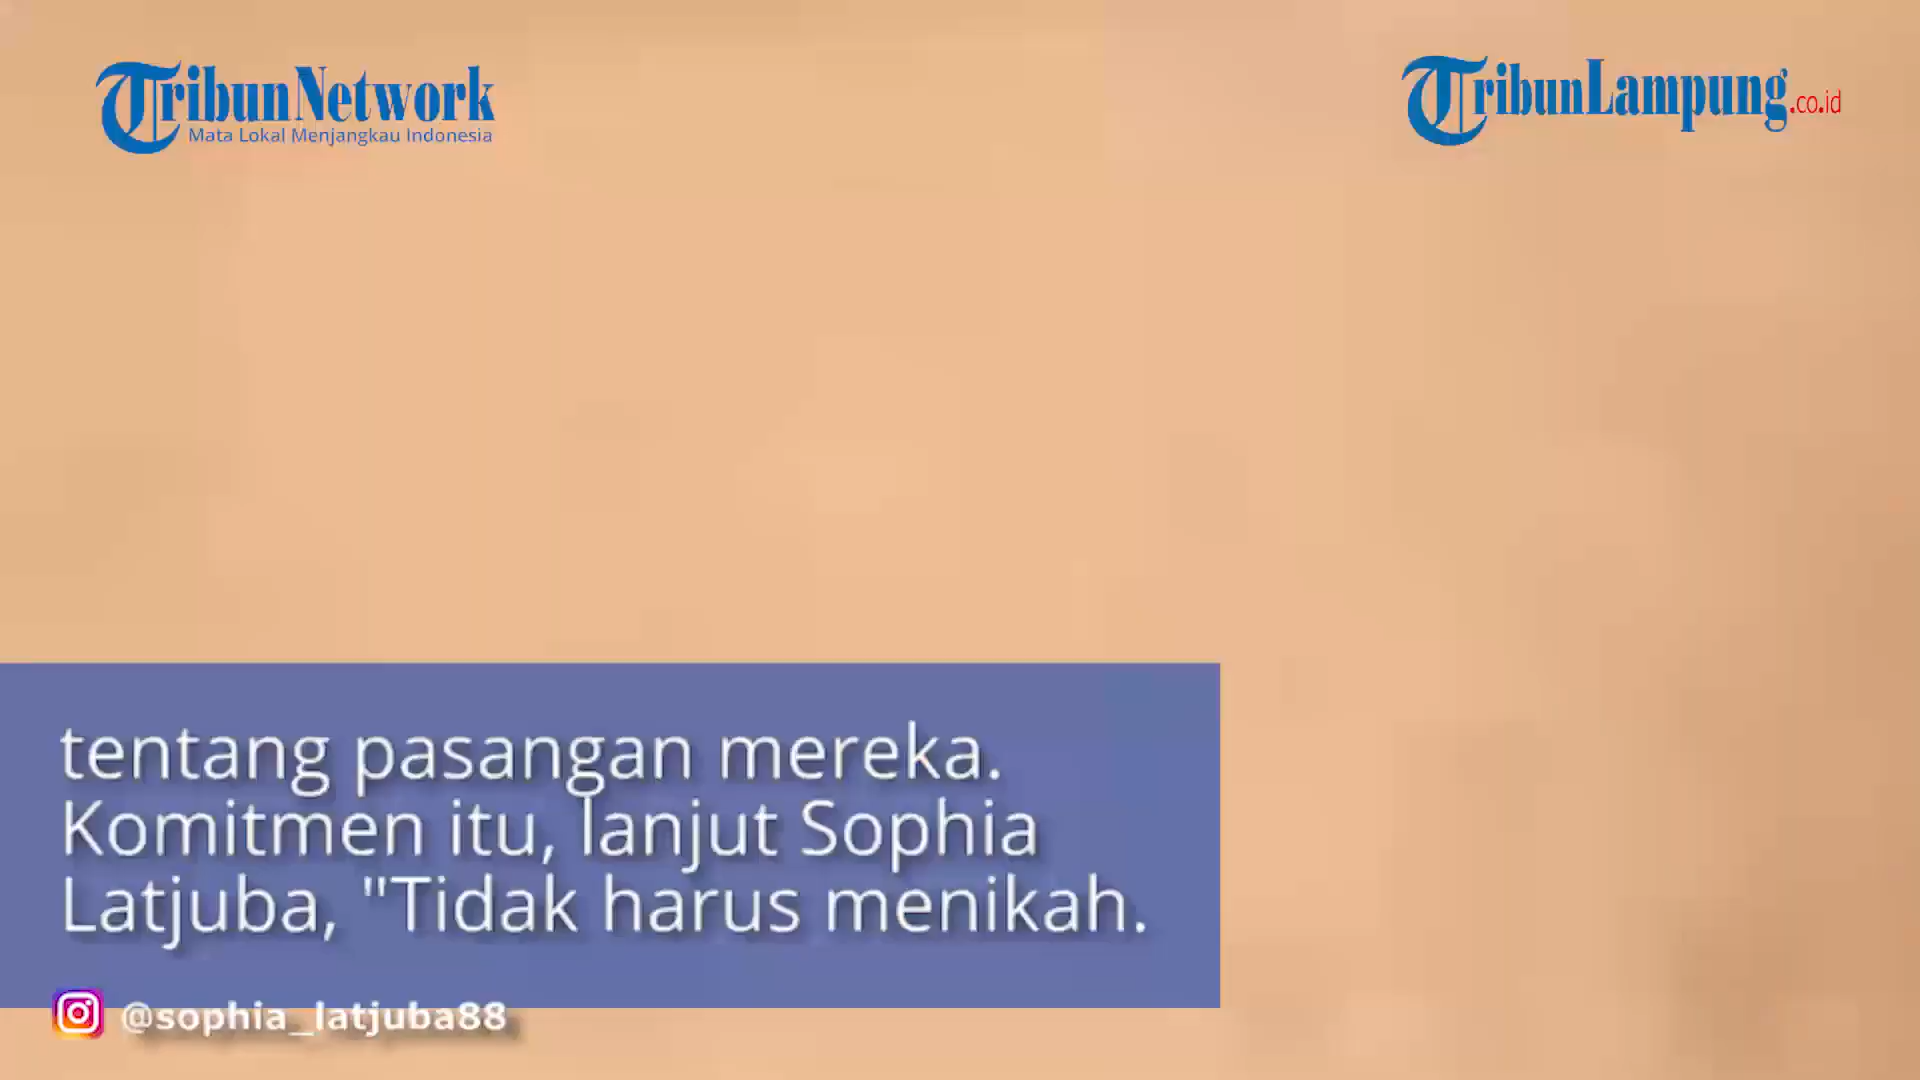 TribunNetwork
Mata Lokal Menjangkau Indonesia
TribunLampung.co.id
tentang pasangan mereka.
Komitmen itu, lanjut Sophia
Latjuba, "Tidak harus menikah.
@sophia_latjuba88